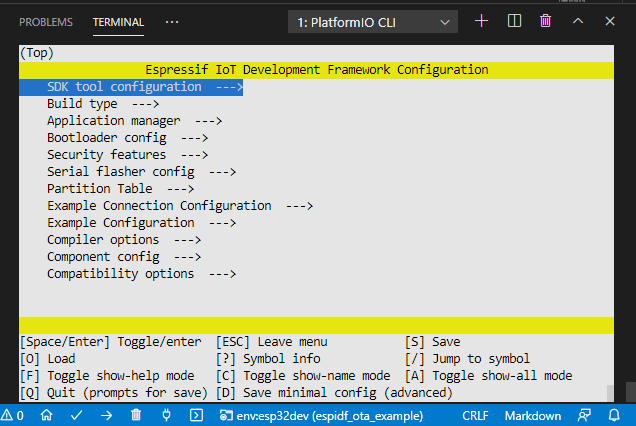 PROBLEMS TERMINAL ... 1: PlatformIO CLI
(Top)
Espressif IoT Development Framework Configuration
SDK tool configuration --->
Build type --->
Application manager --->
Bootloader config --->
Security features --->
Serial flasher config --->
Partition Table --->
Example Connection Configuration --->
Example Configuration --->
Compiler options --->
Component config --->
Compatibility options --->
[Space/Enter] Toggle/enter [ESC] Leave menu [S] Save
[O] Load [?] Symbol info [/] Jump to symbol
[F] Toggle show-help mode [C] Toggle show-name mode [A] Toggle show-all mode
[Q] Quit (prompts for save) [D] Save minimal config (advanced)
0 env:esp32dev (espidf_ota_example) CRLF Markdown